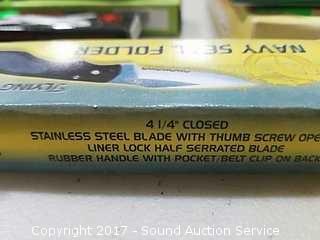 NAVY SEAL FOLDER
4 1/4" CLOSED
STAINLESS STEEL BLADE WITH THUMB SCREW OPE
LINER LOCK HALF SERRATED BLADE
RUBBER HANDLE WITH POCKET/BELT CLIP ON BACK
Copyright 2017 - Sound Auction Service